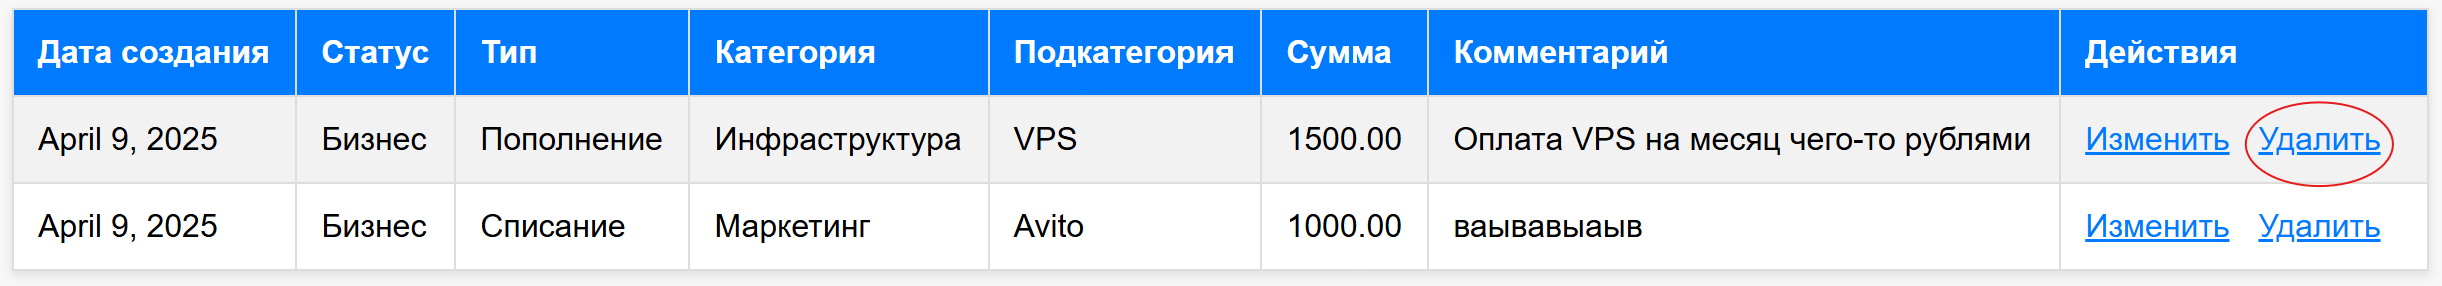 Дата создания Статус Тип Категория Подкатегория Сумма Комментарий Действия
April 9, 2025 Бизнес Пополнение Инфраструктура VPS 1500.00 Оплата VPS на месяц чего-то рублями Изменить Удалить
April 9, 2025 Бизнес Списание Маркетинг Avito 1000.00 ваывавыаыв Изменить Удалить